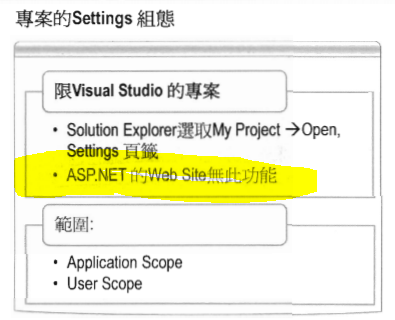 專案的Settings 組態
限Visual Studio 的專案
• Solution Explorer選取My Project →Open,
Settings 頁籤
• ASP.NET 的Web Site無此功能
範圍:
• Application Scope
• User Scope